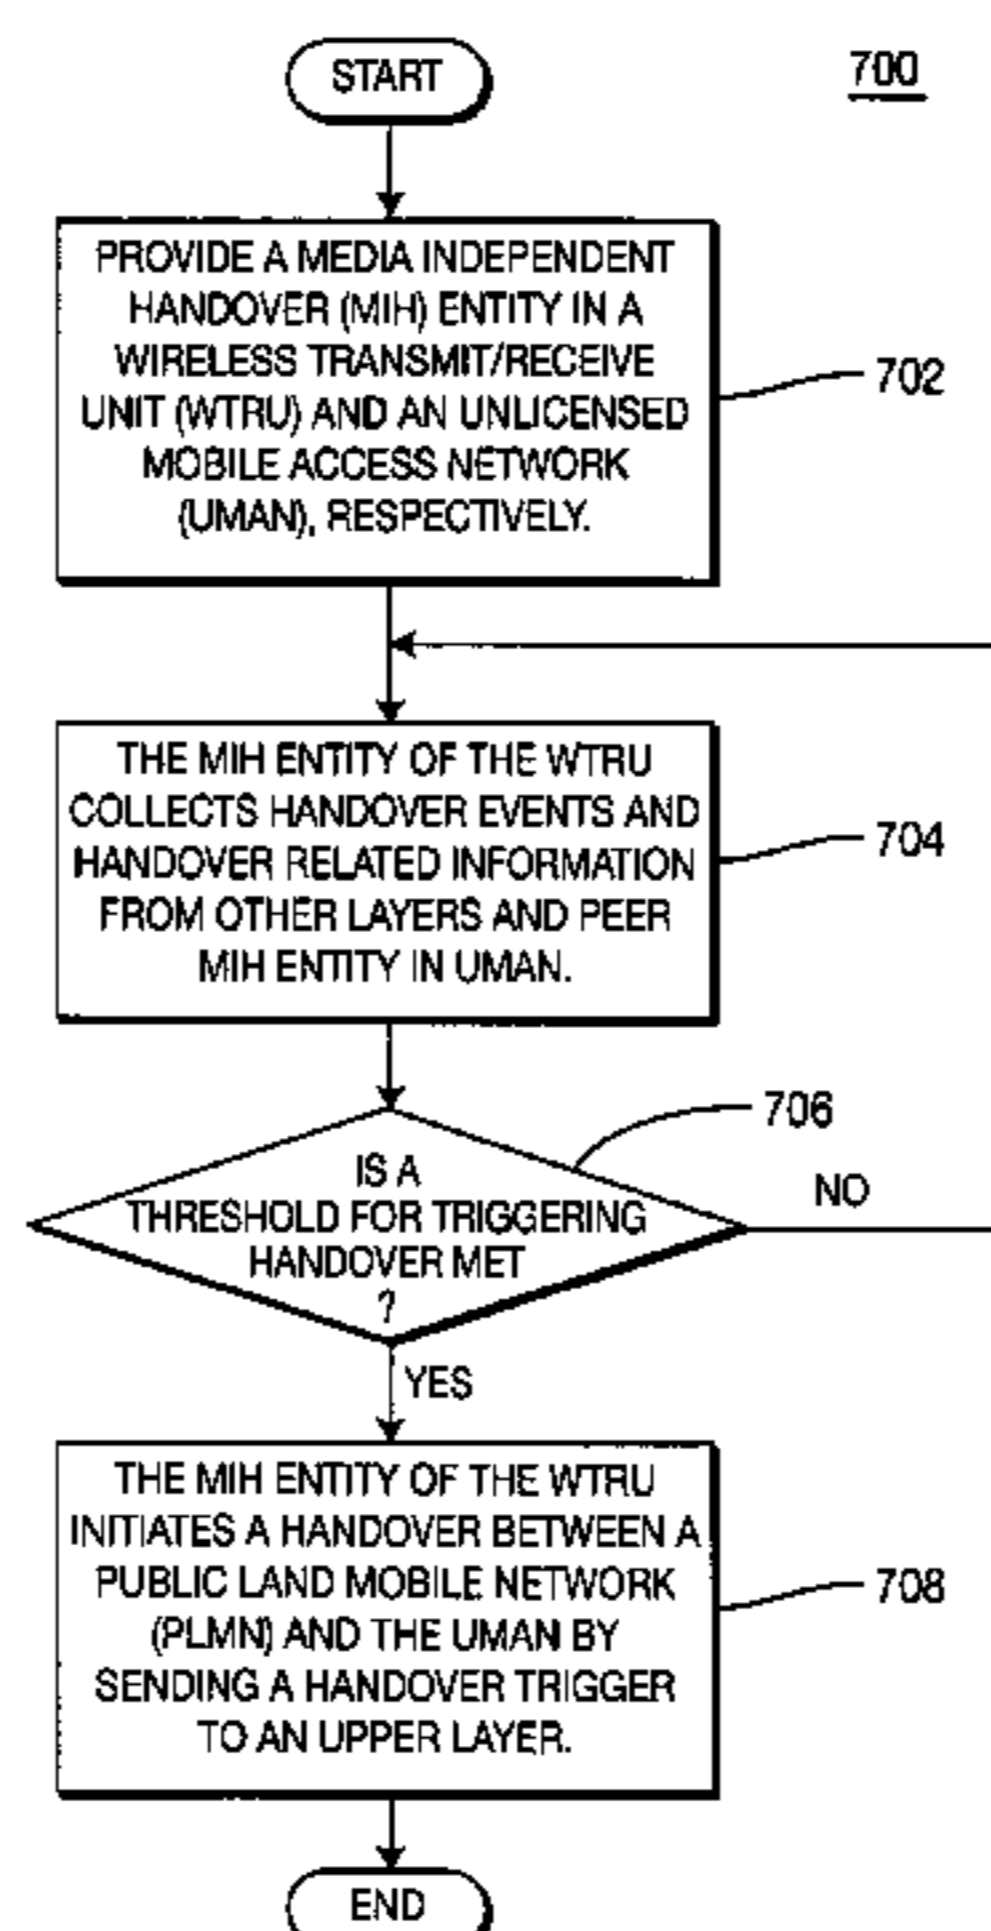 START
700
PROVIDE A MEDIA INDEPENDENT
HANDOVER (MIH) ENTITY IN A
WIRELESS TRANSMIT/RECEIVE
UNIT (WTRU) AND AN UNLICENSED
MOBILE ACCESS NETWORK
(UMAN), RESPECTIVELY.
702
THE MIH ENTITY OF THE WTRU
COLLECTS HANDOVER EVENTS AND
HANDOVER RELATED INFORMATION
FROM OTHER LAYERS AND PEER
MIH ENTITY IN UMAN.
704
706
IS A
THRESHOLD FOR TRIGGERING
HANDOVER MET
?
NO
YES
THE MIH ENTITY OF THE WTRU
INITIATES A HANDOVER BETWEEN A
PUBLIC LAND MOBILE NETWORK
(PLMN) AND THE UMAN BY
SENDING A HANDOVER TRIGGER
TO AN UPPER LAYER.
708
END